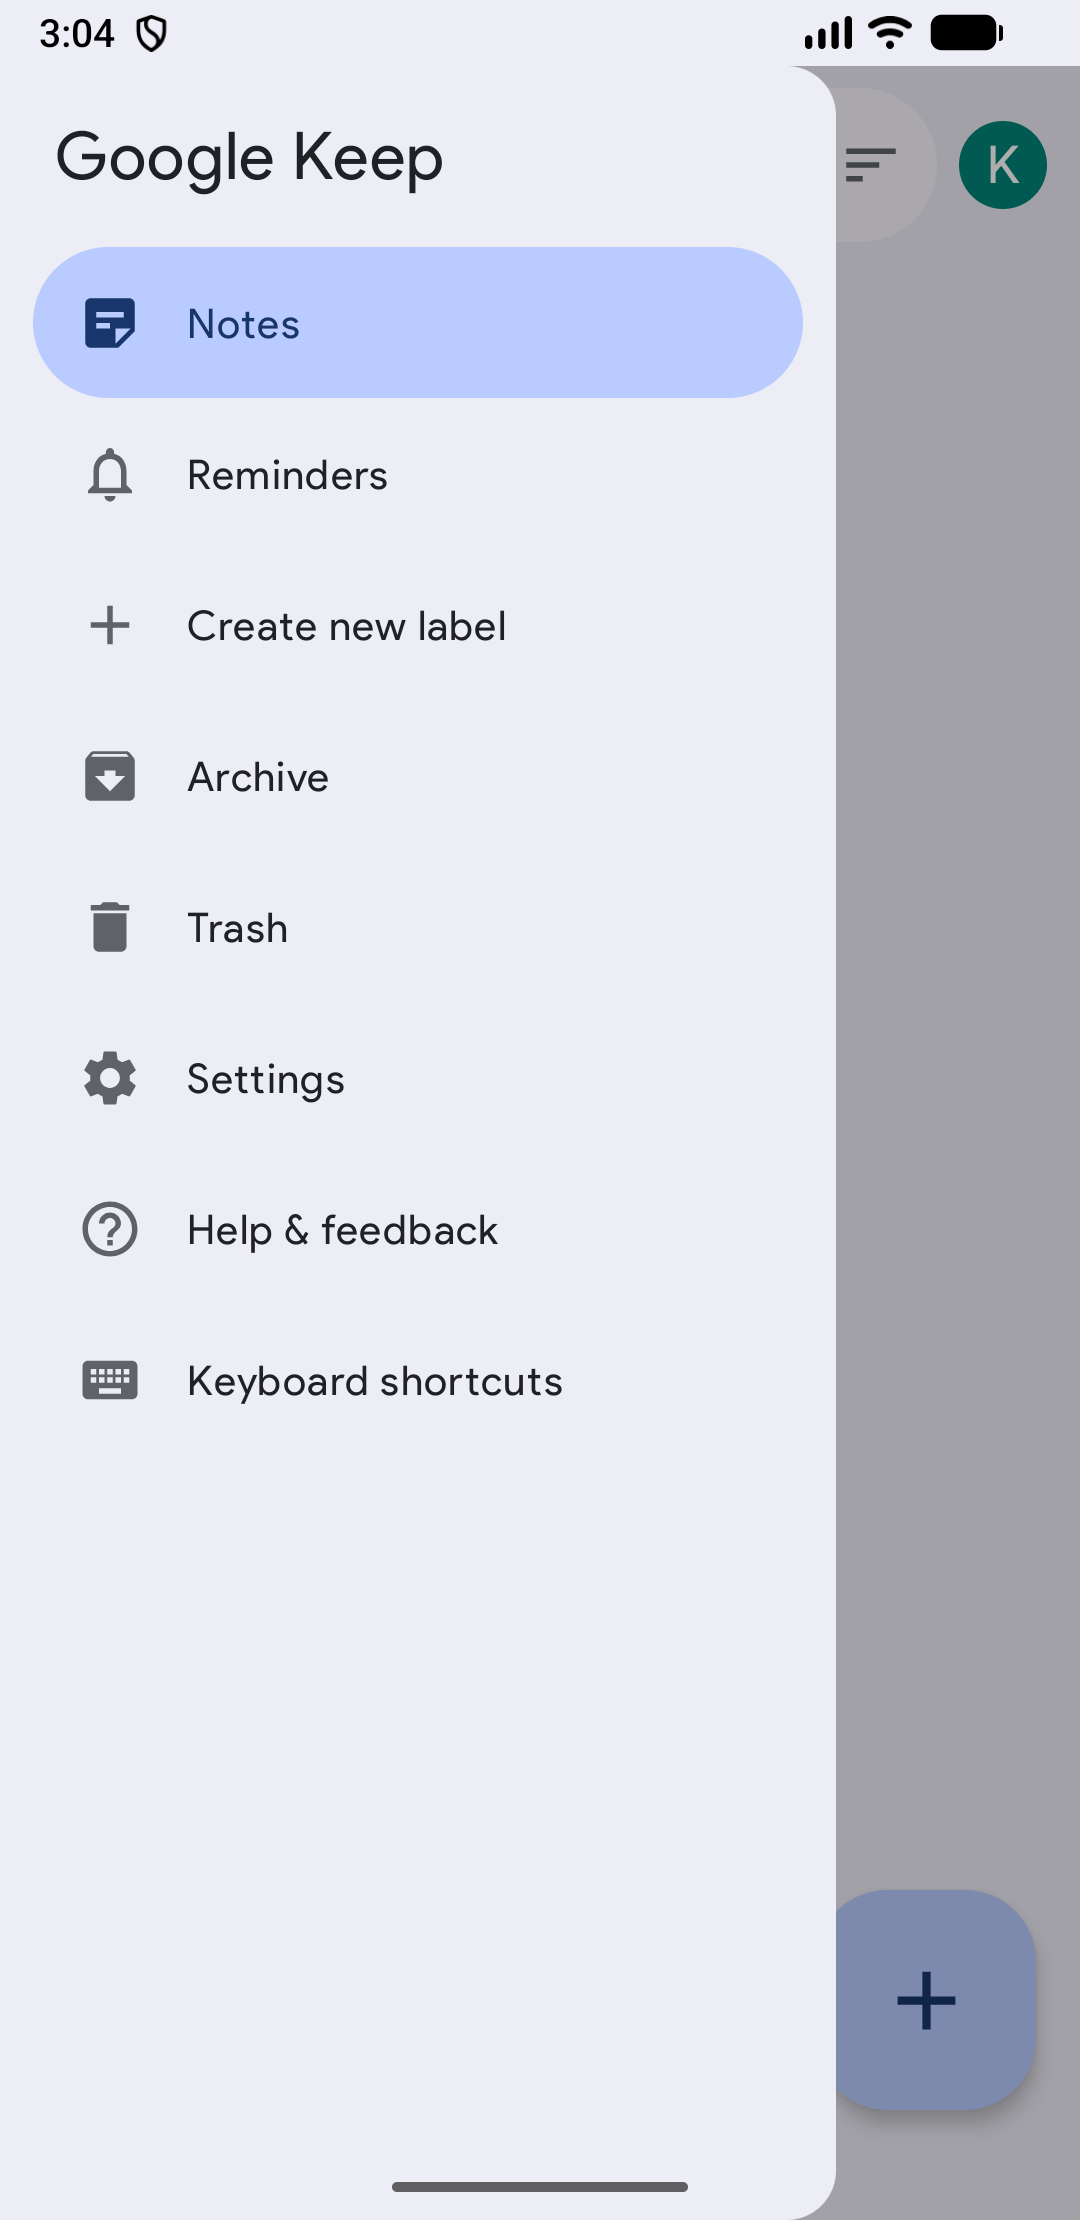 3:04
Google Keep
K
Notes
Reminders
Create new label
Archive
Trash
Settings
Help & feedback
Keyboard shortcuts